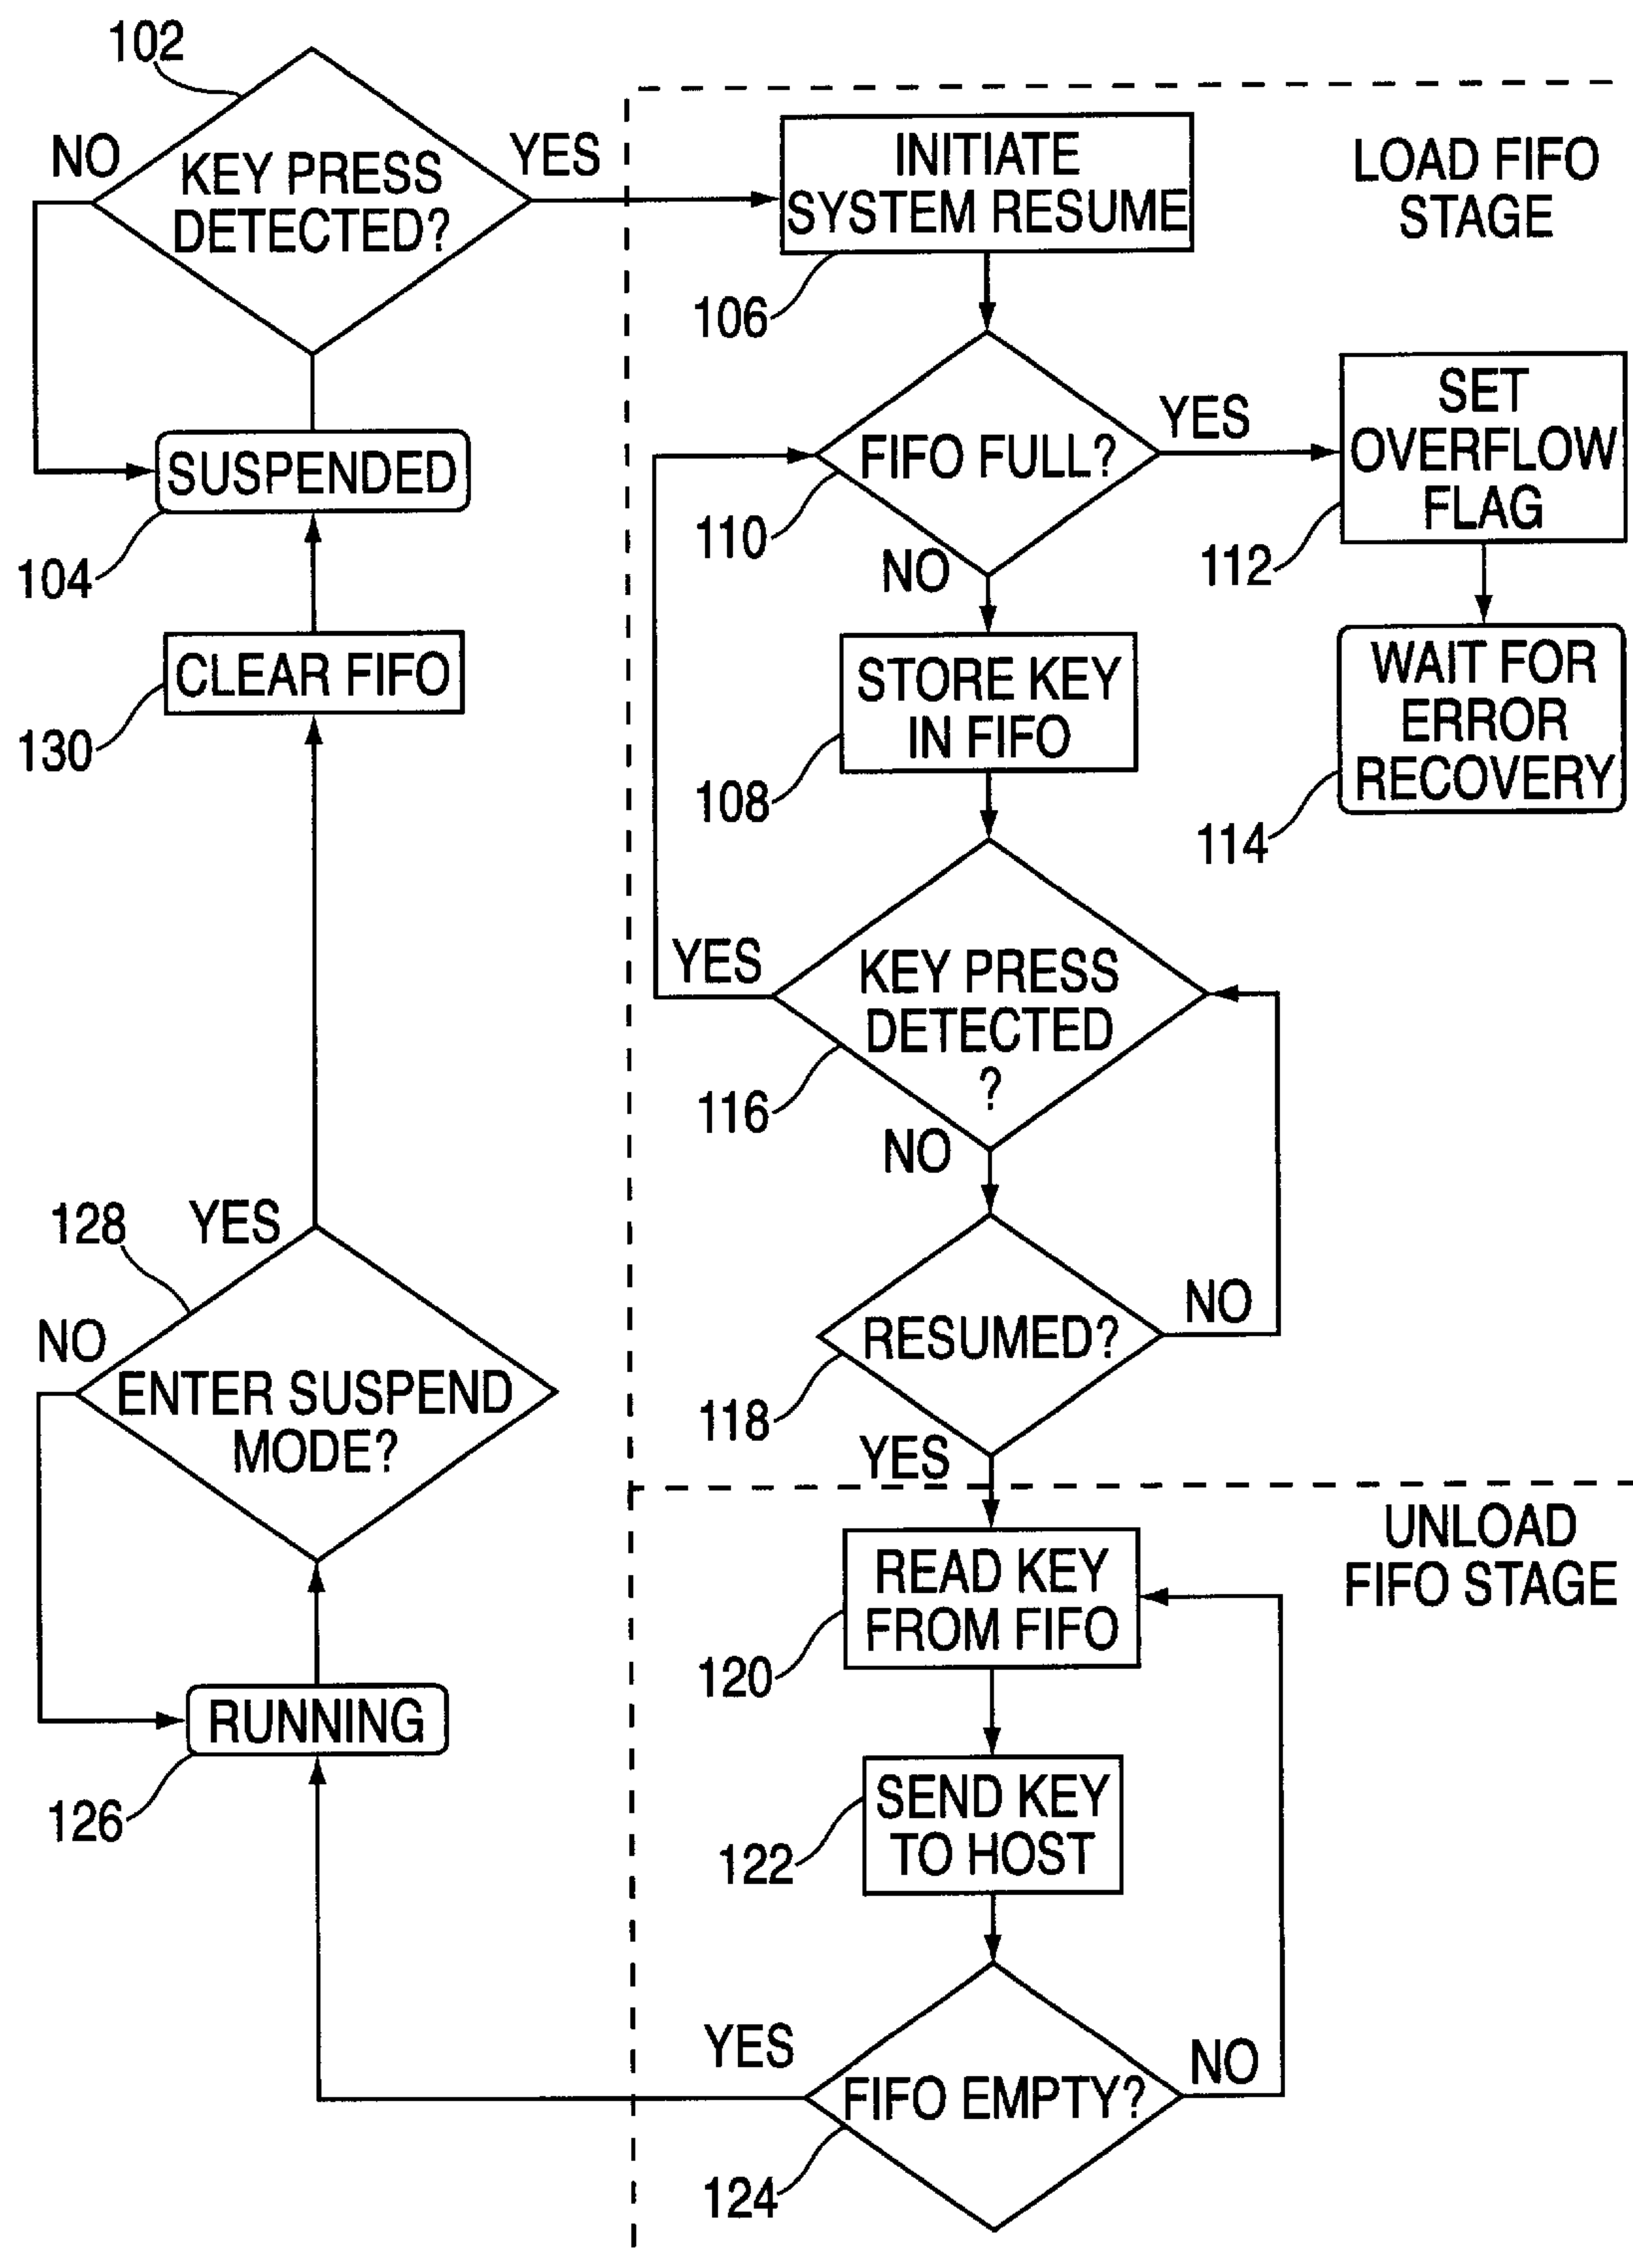 102
NO
KEY PRESS
DETECTED?
YES
INITIATE
SYSTEM RESUME
LOAD FIFO
STAGE
106
SUSPENDED
104
FIFO FULL?
YES
110
NO
SET
OVERFLOW
FLAG
112
CLEAR FIFO
130
STORE KEY
IN FIFO
108
WAIT FOR
ERROR
RECOVERY
114
YES
KEY PRESS
DETECTED
?
116
NO
128
YES
NO
ENTER SUSPEND
MODE?
RESUMED?
NO
118
YES
UNLOAD
FIFO STAGE
READ KEY
FROM FIFO
120
RUNNING
126
SEND KEY
TO HOST
122
YES
FIFO EMPTY?
NO
124